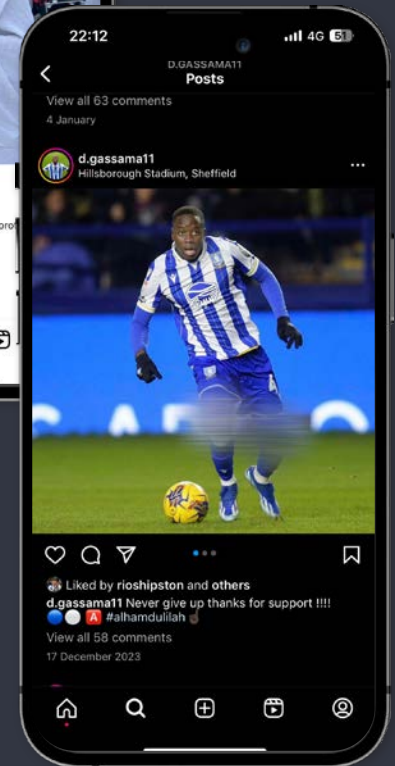 22:12
4G 51
D.GASSAMA11
Posts
View all 63 comments
4 January
d.gassama11
Hillsborough Stadium, Sheffield
Liked by rioshipston and others
d.gassama11 Never give up thanks for support !!!!
🔵⚪🅰️ #alhamdulilah ☝🏿
View all 58 comments
17 December 2023